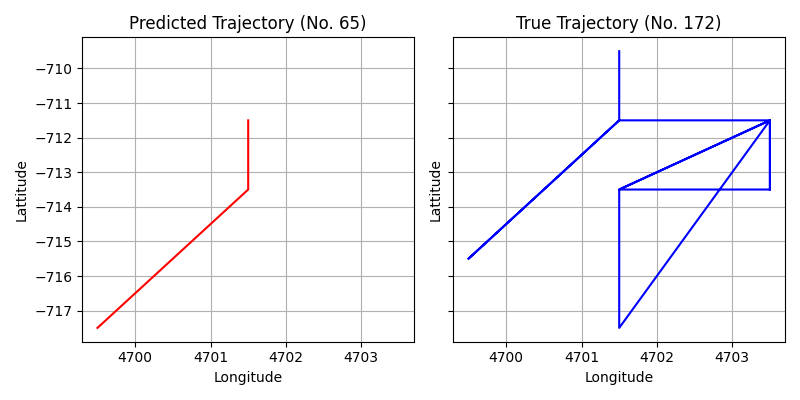 Predicted Trajectory (No. 65)
True Trajectory (No. 172)
−710
−711
−712
−713
−714
−715
−716
−717
Lattitude
Lattitude
4700 4701 4702 4703
4700 4701 4702 4703
Longitude
Longitude